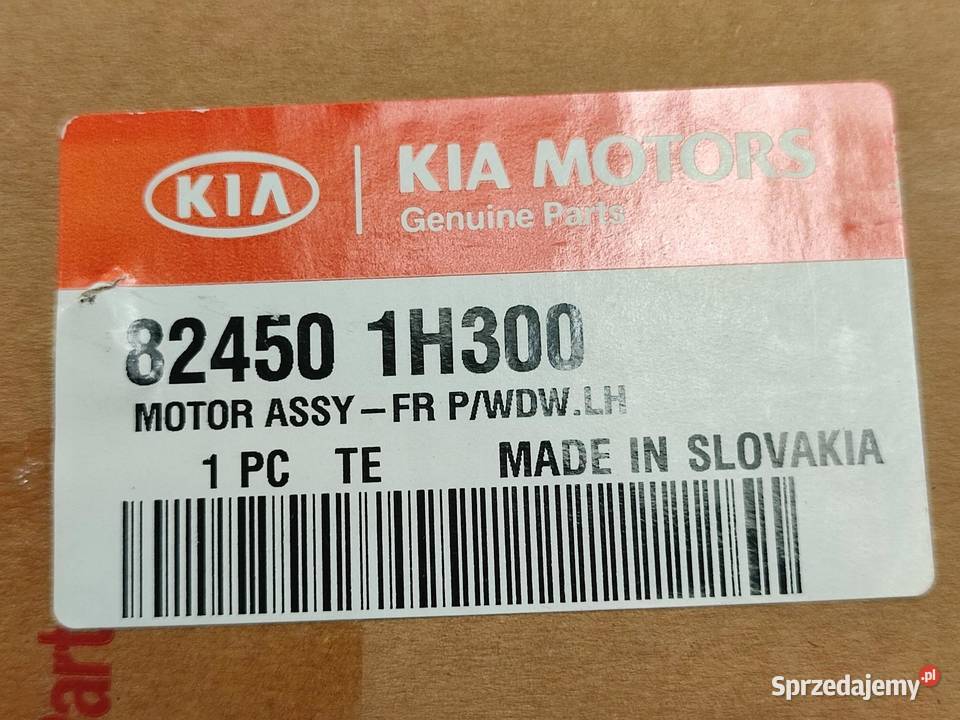 KIA
KIA MOTORS
Genuine Parts
82450 1H300
MOTOR ASSY-FR P/WDW.LH
1 PC TE MADE IN SLOVAKIA
Part
Sprzedajemy.pl